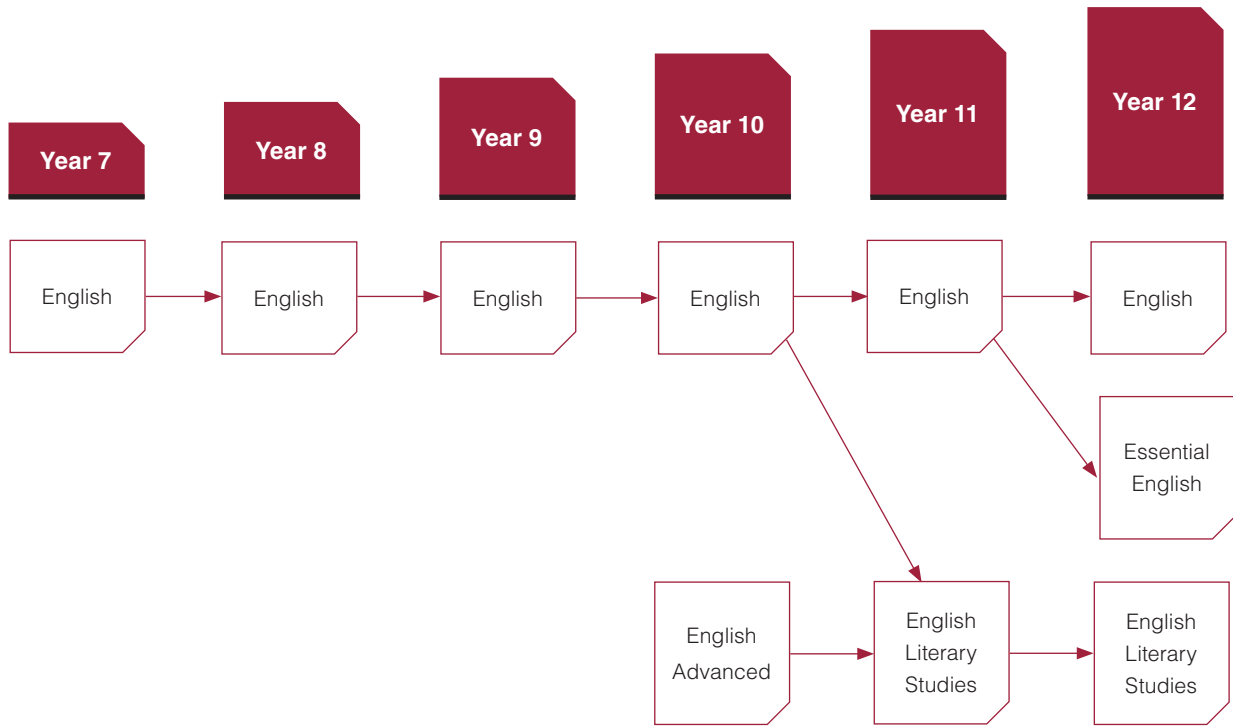 Year 7
Year 8
Year 9
Year 10
Year 11
Year 12
English
English
English
English
English
English
Essential
English
English
Advanced
English
Literary
Studies
English
Literary
Studies